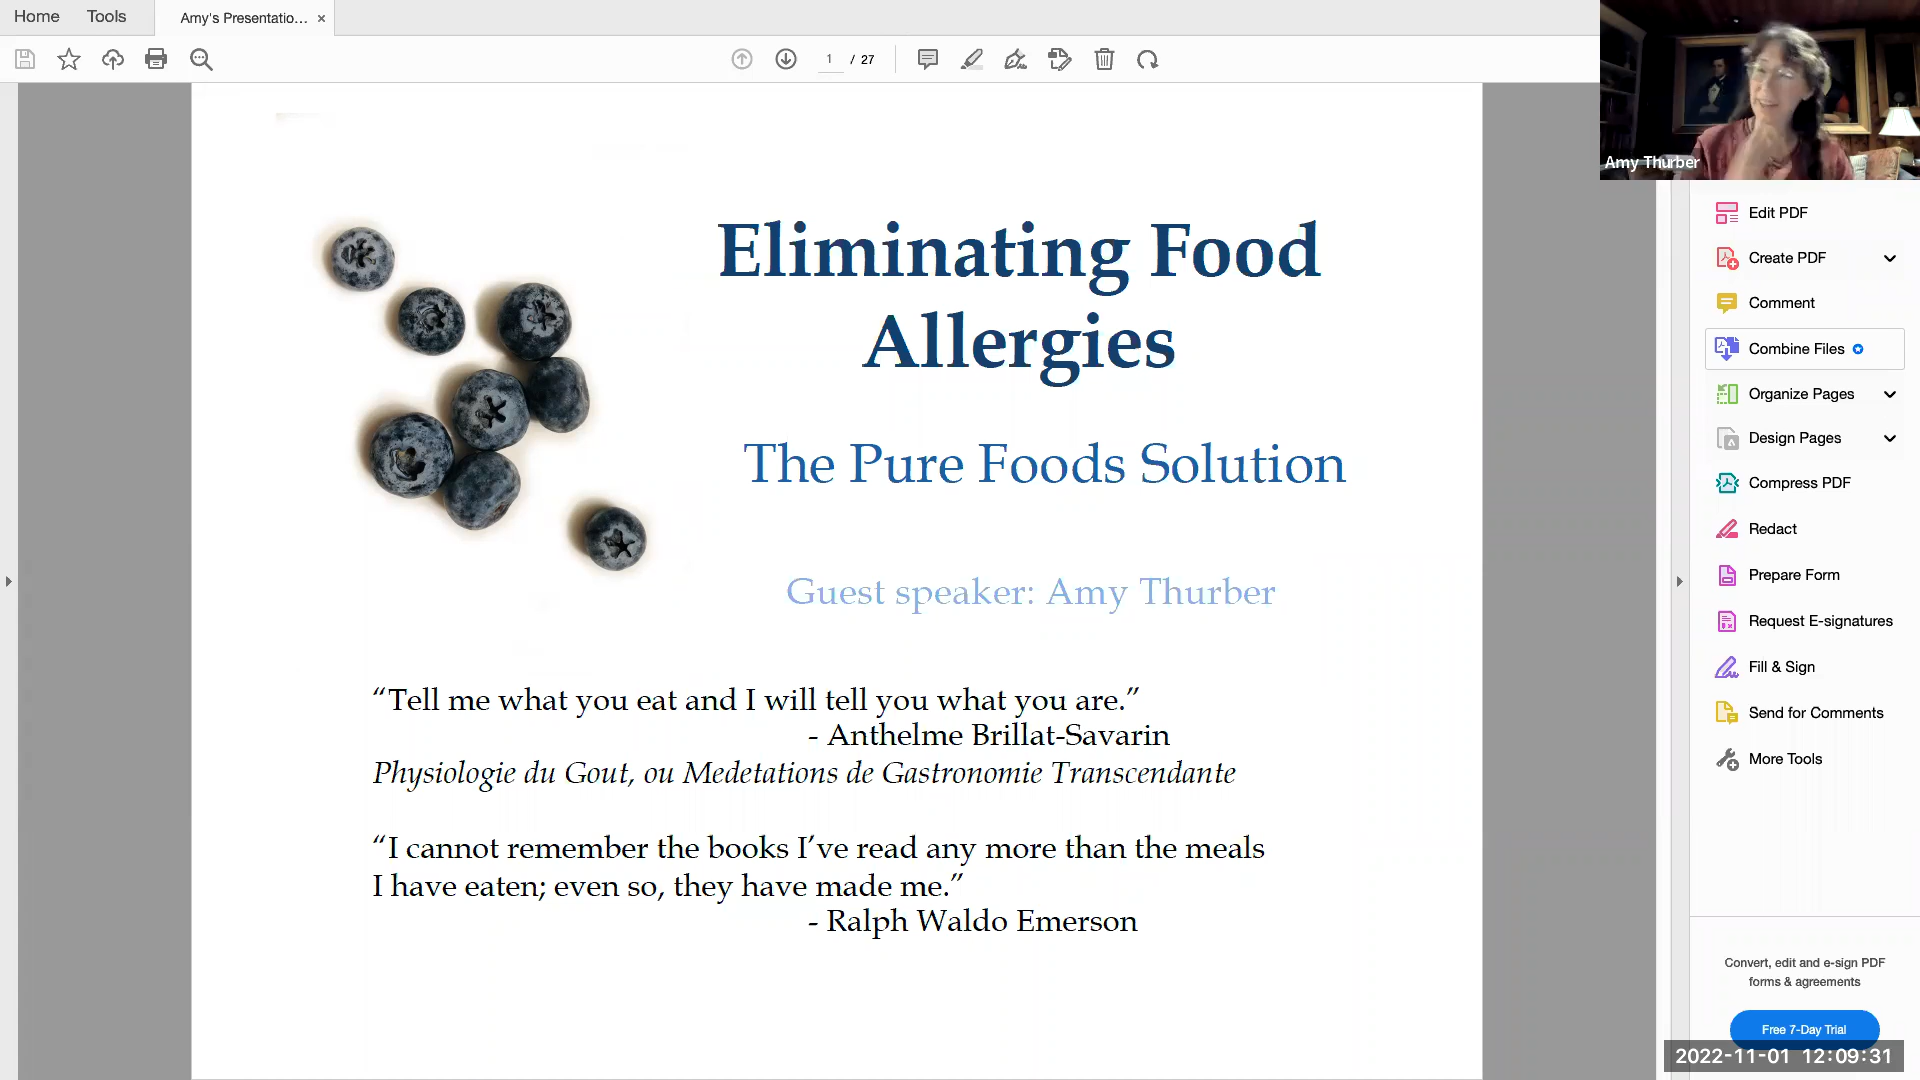 Home Tools Amy's Presentatio... ×
1 / 27
Amy Thurber
Eliminating Food
Allergies
The Pure Foods Solution
Guest speaker: Amy Thurber
“Tell me what you eat and I will tell you what you are.”
- Anthelme Brillat-Savarin
Physiologie du Gout, ou Medetations de Gastronomie Transcendante
“I cannot remember the books I’ve read any more than the meals
I have eaten; even so, they have made me.”
- Ralph Waldo Emerson
Edit PDF
Create PDF
Comment
Combine Files
Organize Pages
Design Pages
Compress PDF
Redact
Prepare Form
Request E-signatures
Fill & Sign
Send for Comments
More Tools
Convert, edit and e-sign PDF
forms & agreements
Free 7-Day Trial
2022-11-01 12:09:31